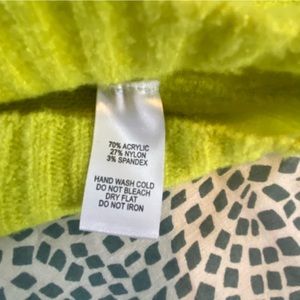 70% ACRYLIC
27% NYLON
3% SPANDEX
HAND WASH COLD
DO NOT BLEACH
DRY FLAT
DO NOT IRON